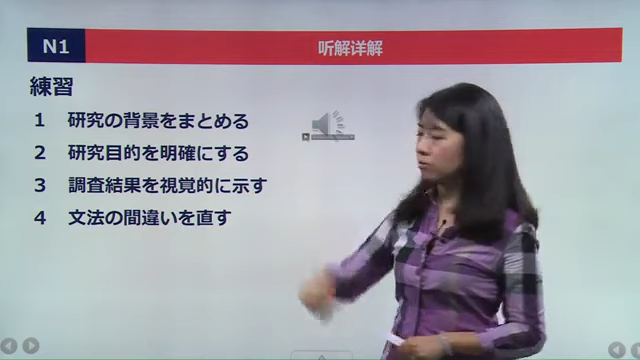 N1
听解详解
練習
1 研究の背景をまとめる
2 研究目的を明確にする
3 調査結果を視覚的に示す
4 文法の間違いを直す